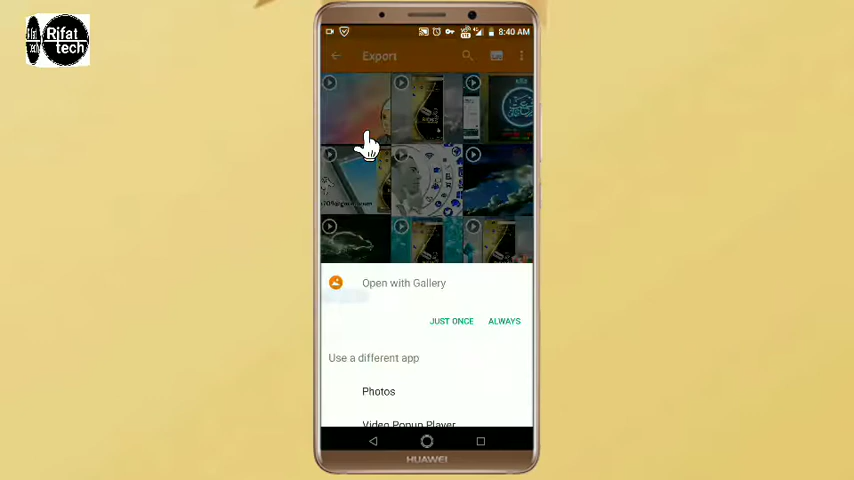 Rifat
tech
8:40 AM
Export
Open with Gallery
JUST ONCE ALWAYS
Use a different app
Photos
Video Popup Player
HUAWEI